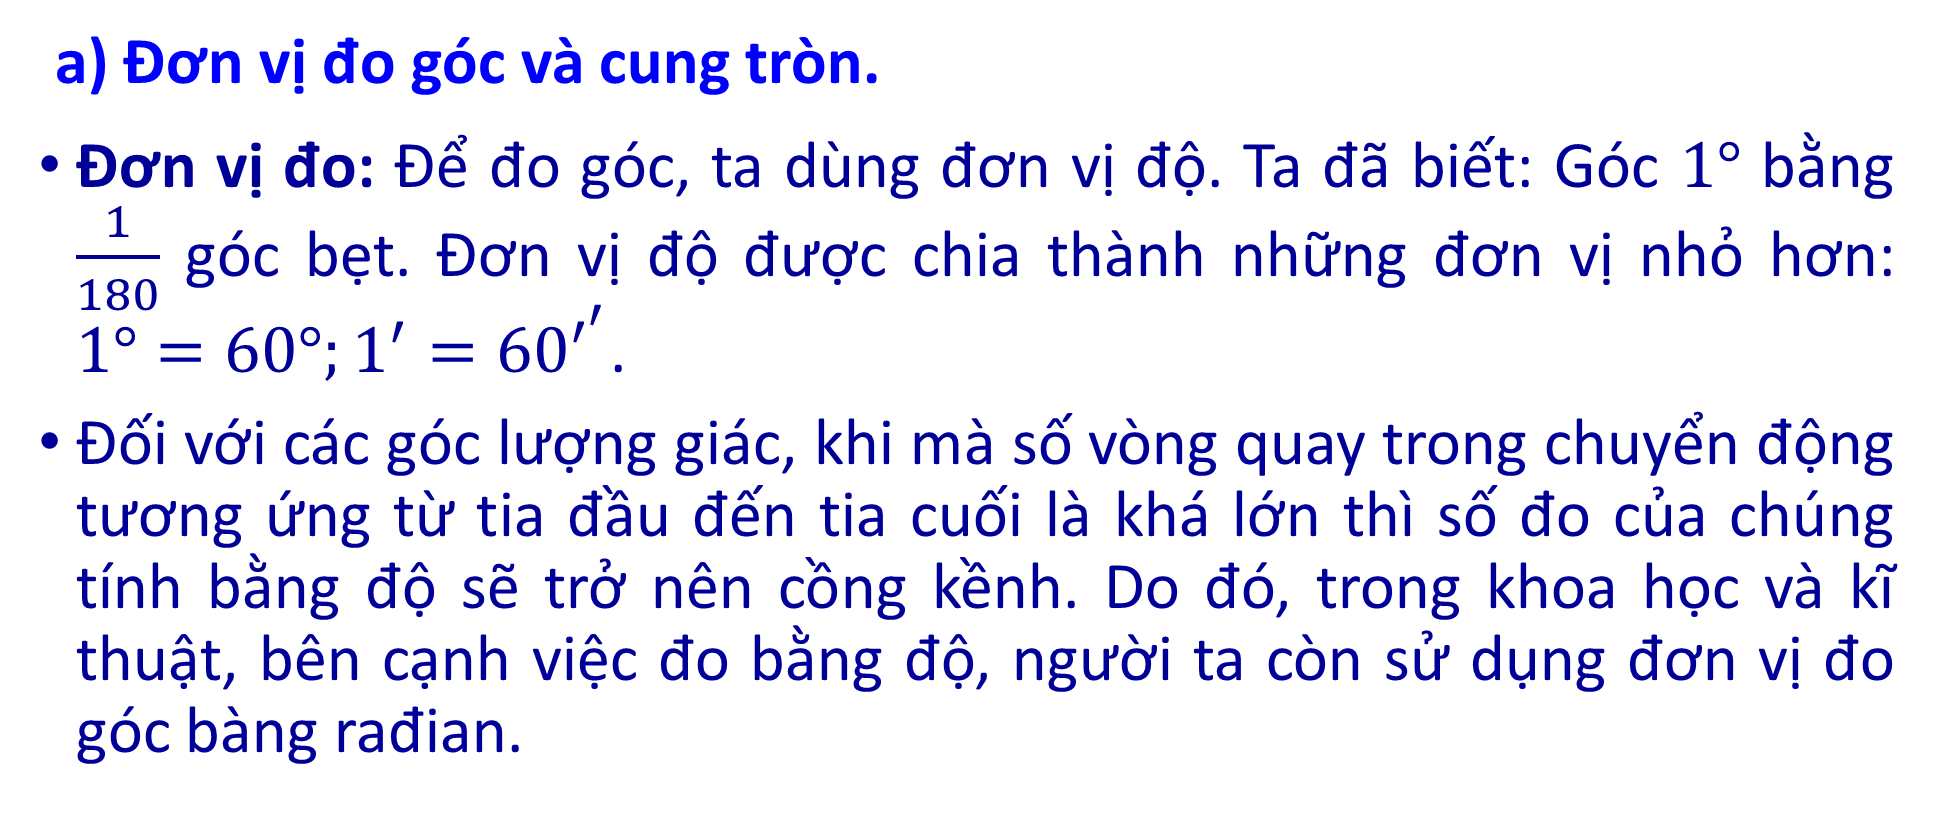 a) Đơn vị đo góc và cung tròn.
• Đơn vị đo: Để đo góc, ta dùng đơn vị độ. Ta đã biết: Góc 1° bằng
1/180 góc bẹt. Đơn vị độ được chia thành những đơn vị nhỏ hơn:
1° = 60°; 1′ = 60′′.
• Đối với các góc lượng giác, khi mà số vòng quay trong chuyển động
tương ứng từ tia đầu đến tia cuối là khá lớn thì số đo của chúng
tính bằng độ sẽ trở nên cồng kềnh. Do đó, trong khoa học và kĩ
thuật, bên cạnh việc đo bằng độ, người ta còn sử dụng đơn vị đo
góc bàng rađian.